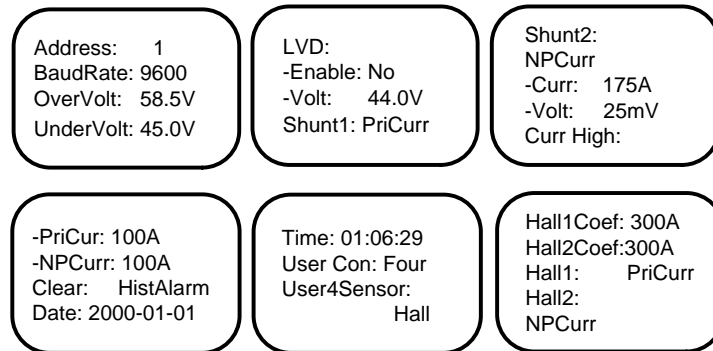 Address: 1
BaudRate: 9600
OverVolt: 58.5V
UnderVolt: 45.0V
LVD:
-Enable: No
-Volt: 44.0V
Shunt1: PriCurr
Shunt2:
NPCurr
-Curr: 175A
-Volt: 25mV
Curr High:
-PriCur: 100A
-NPCurr: 100A
Clear: HistAlarm
Date: 2000-01-01
Time: 01:06:29
User Con: Four
User4Sensor:
Hall
Hall1Coef: 300A
Hall2Coef:300A
Hall1: PriCurr
Hall2:
NPCurr